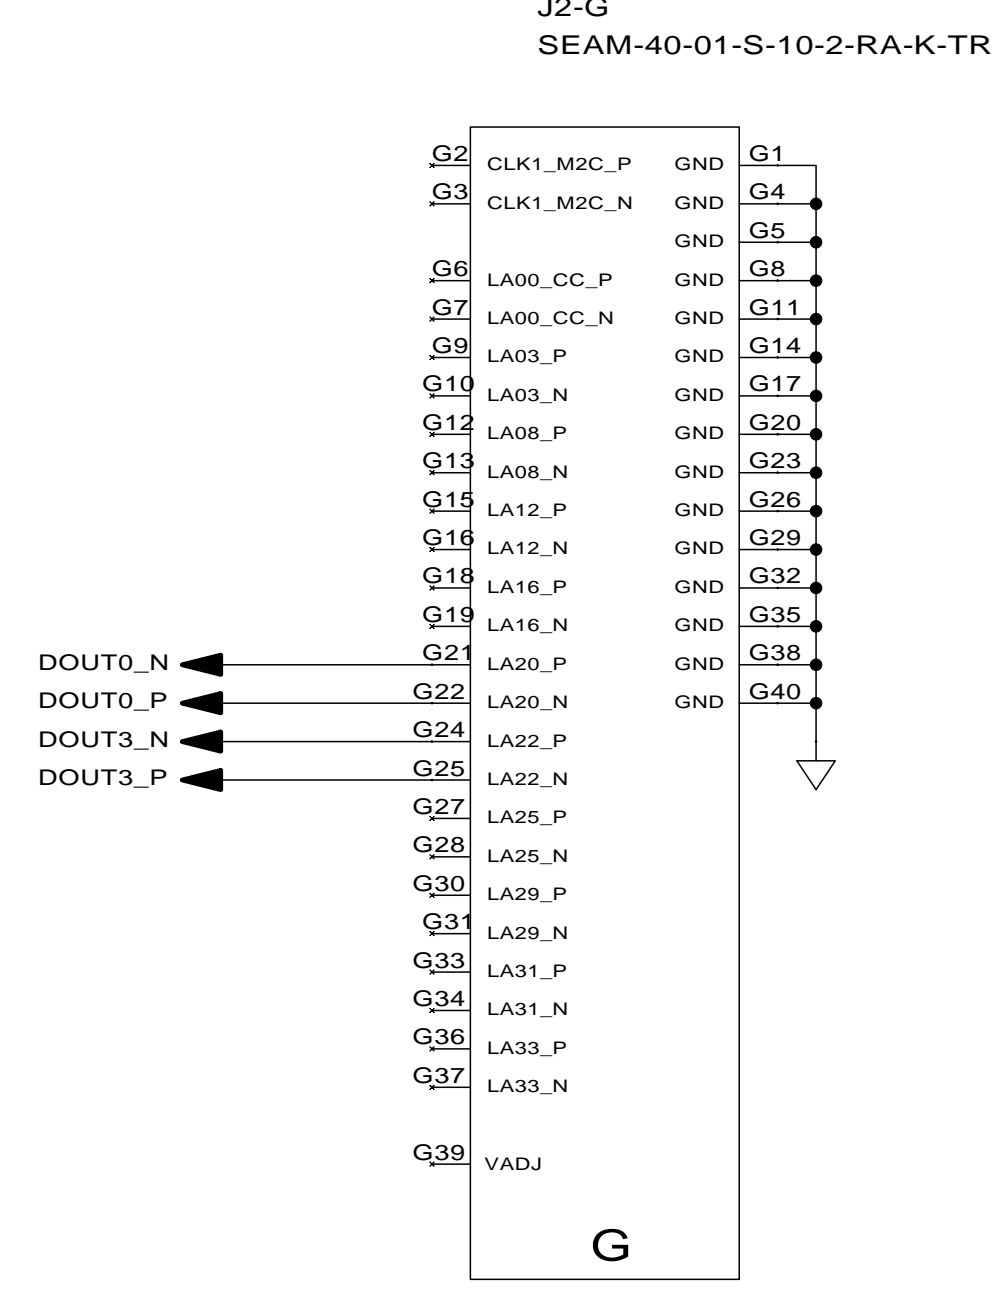 J2-G
SEAM-40-01-S-10-2-RA-K-TR
G2 CLK1_M2C_P GND G1
G3 CLK1_M2C_N GND G4
GND G5
G6 LA00_CC_P GND G8
G7 LA00_CC_N GND G11
G9 LA03_P GND G14
G10 LA03_N GND G17
G12 LA08_P GND G20
G13 LA08_N GND G23
G15 LA12_P GND G26
G16 LA12_N GND G29
G18 LA16_P GND G32
G19 LA16_N GND G35
DOUT0_N G21 LA20_P GND G38
DOUT0_P G22 LA20_N GND G40
DOUT3_N G24 LA22_P
DOUT3_P G25 LA22_N
G27 LA25_P
G28 LA25_N
G30 LA29_P
G31 LA29_N
G33 LA31_P
G34 LA31_N
G36 LA33_P
G37 LA33_N
G39 VADJ
G